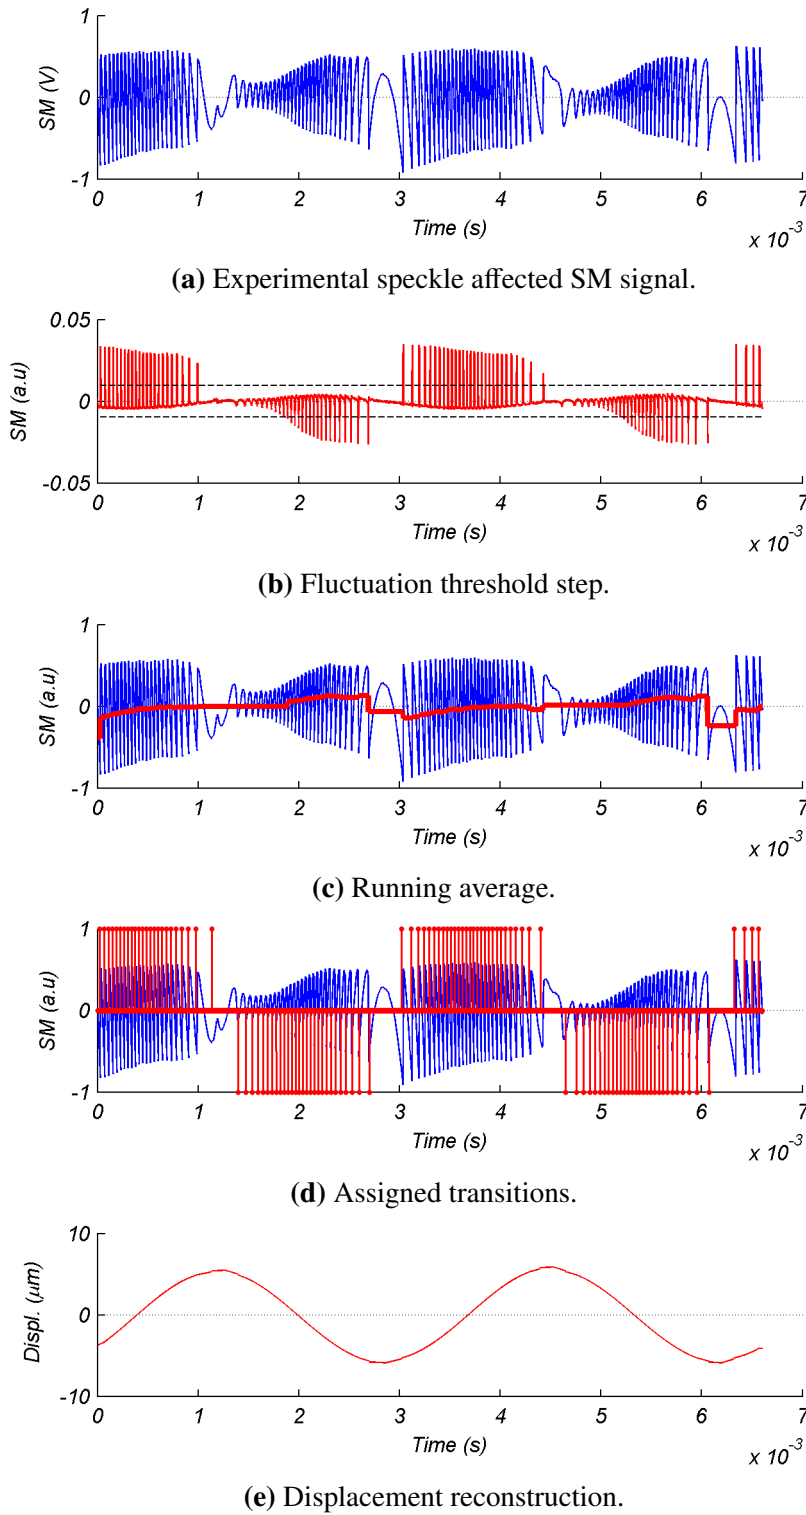 1
SM (V)
0
-1
0 1 2 3 4 5 6 7
Time (s)
x 10-3
(a) Experimental speckle affected SM signal.
0.05
SM (a.u)
0
-0.05
0 1 2 3 4 5 6 7
Time (s)
x 10-3
(b) Fluctuation threshold step.
1
SM (a.u)
0
-1
0 1 2 3 4 5 6 7
Time (s)
x 10-3
(c) Running average.
1
SM (a.u)
0
-1
0 1 2 3 4 5 6 7
Time (s)
x 10-3
(d) Assigned transitions.
10
Displ. (μm)
0
-10
0 1 2 3 4 5 6 7
Time (s)
x 10-3
(e) Displacement reconstruction.